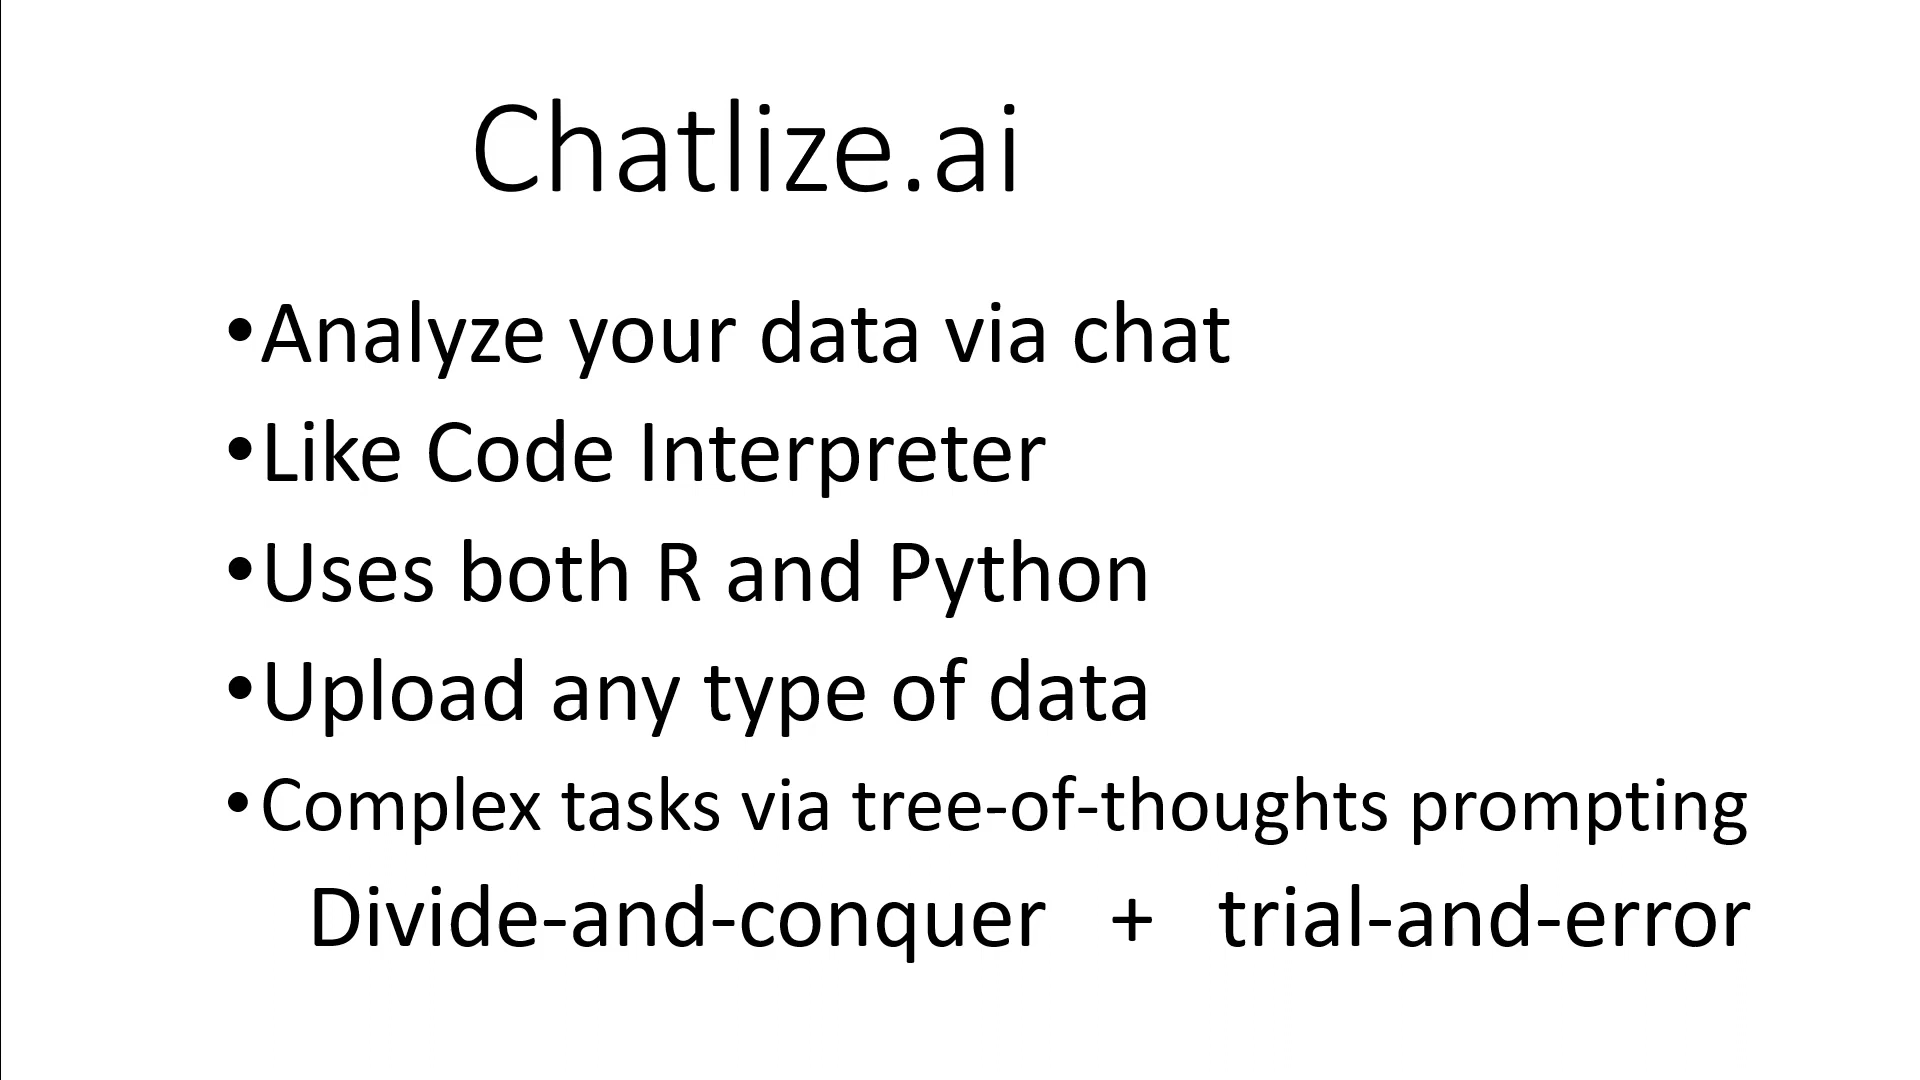 Chatlize.ai
•Analyze your data via chat
•Like Code Interpreter
•Uses both R and Python
•Upload any type of data
•Complex tasks via tree-of-thoughts prompting
Divide-and-conquer + trial-and-error